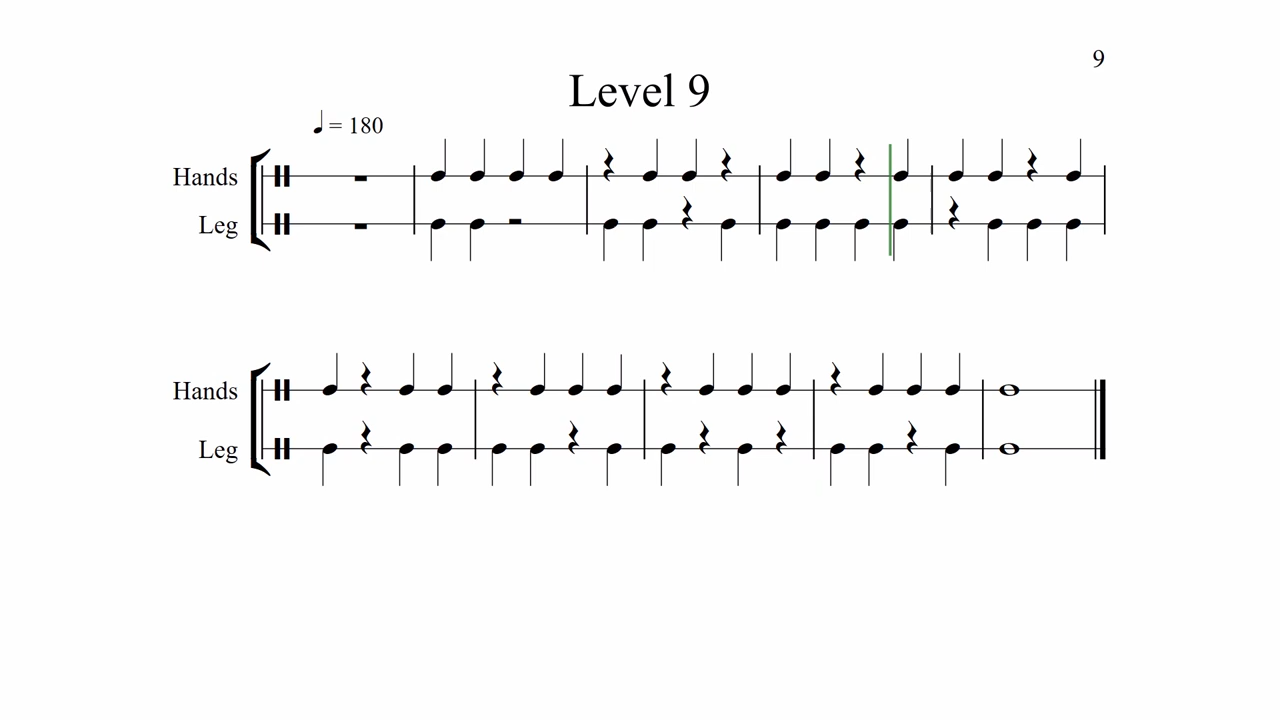 9
Level 9
♩ = 180
Hands
Leg
Hands
Leg